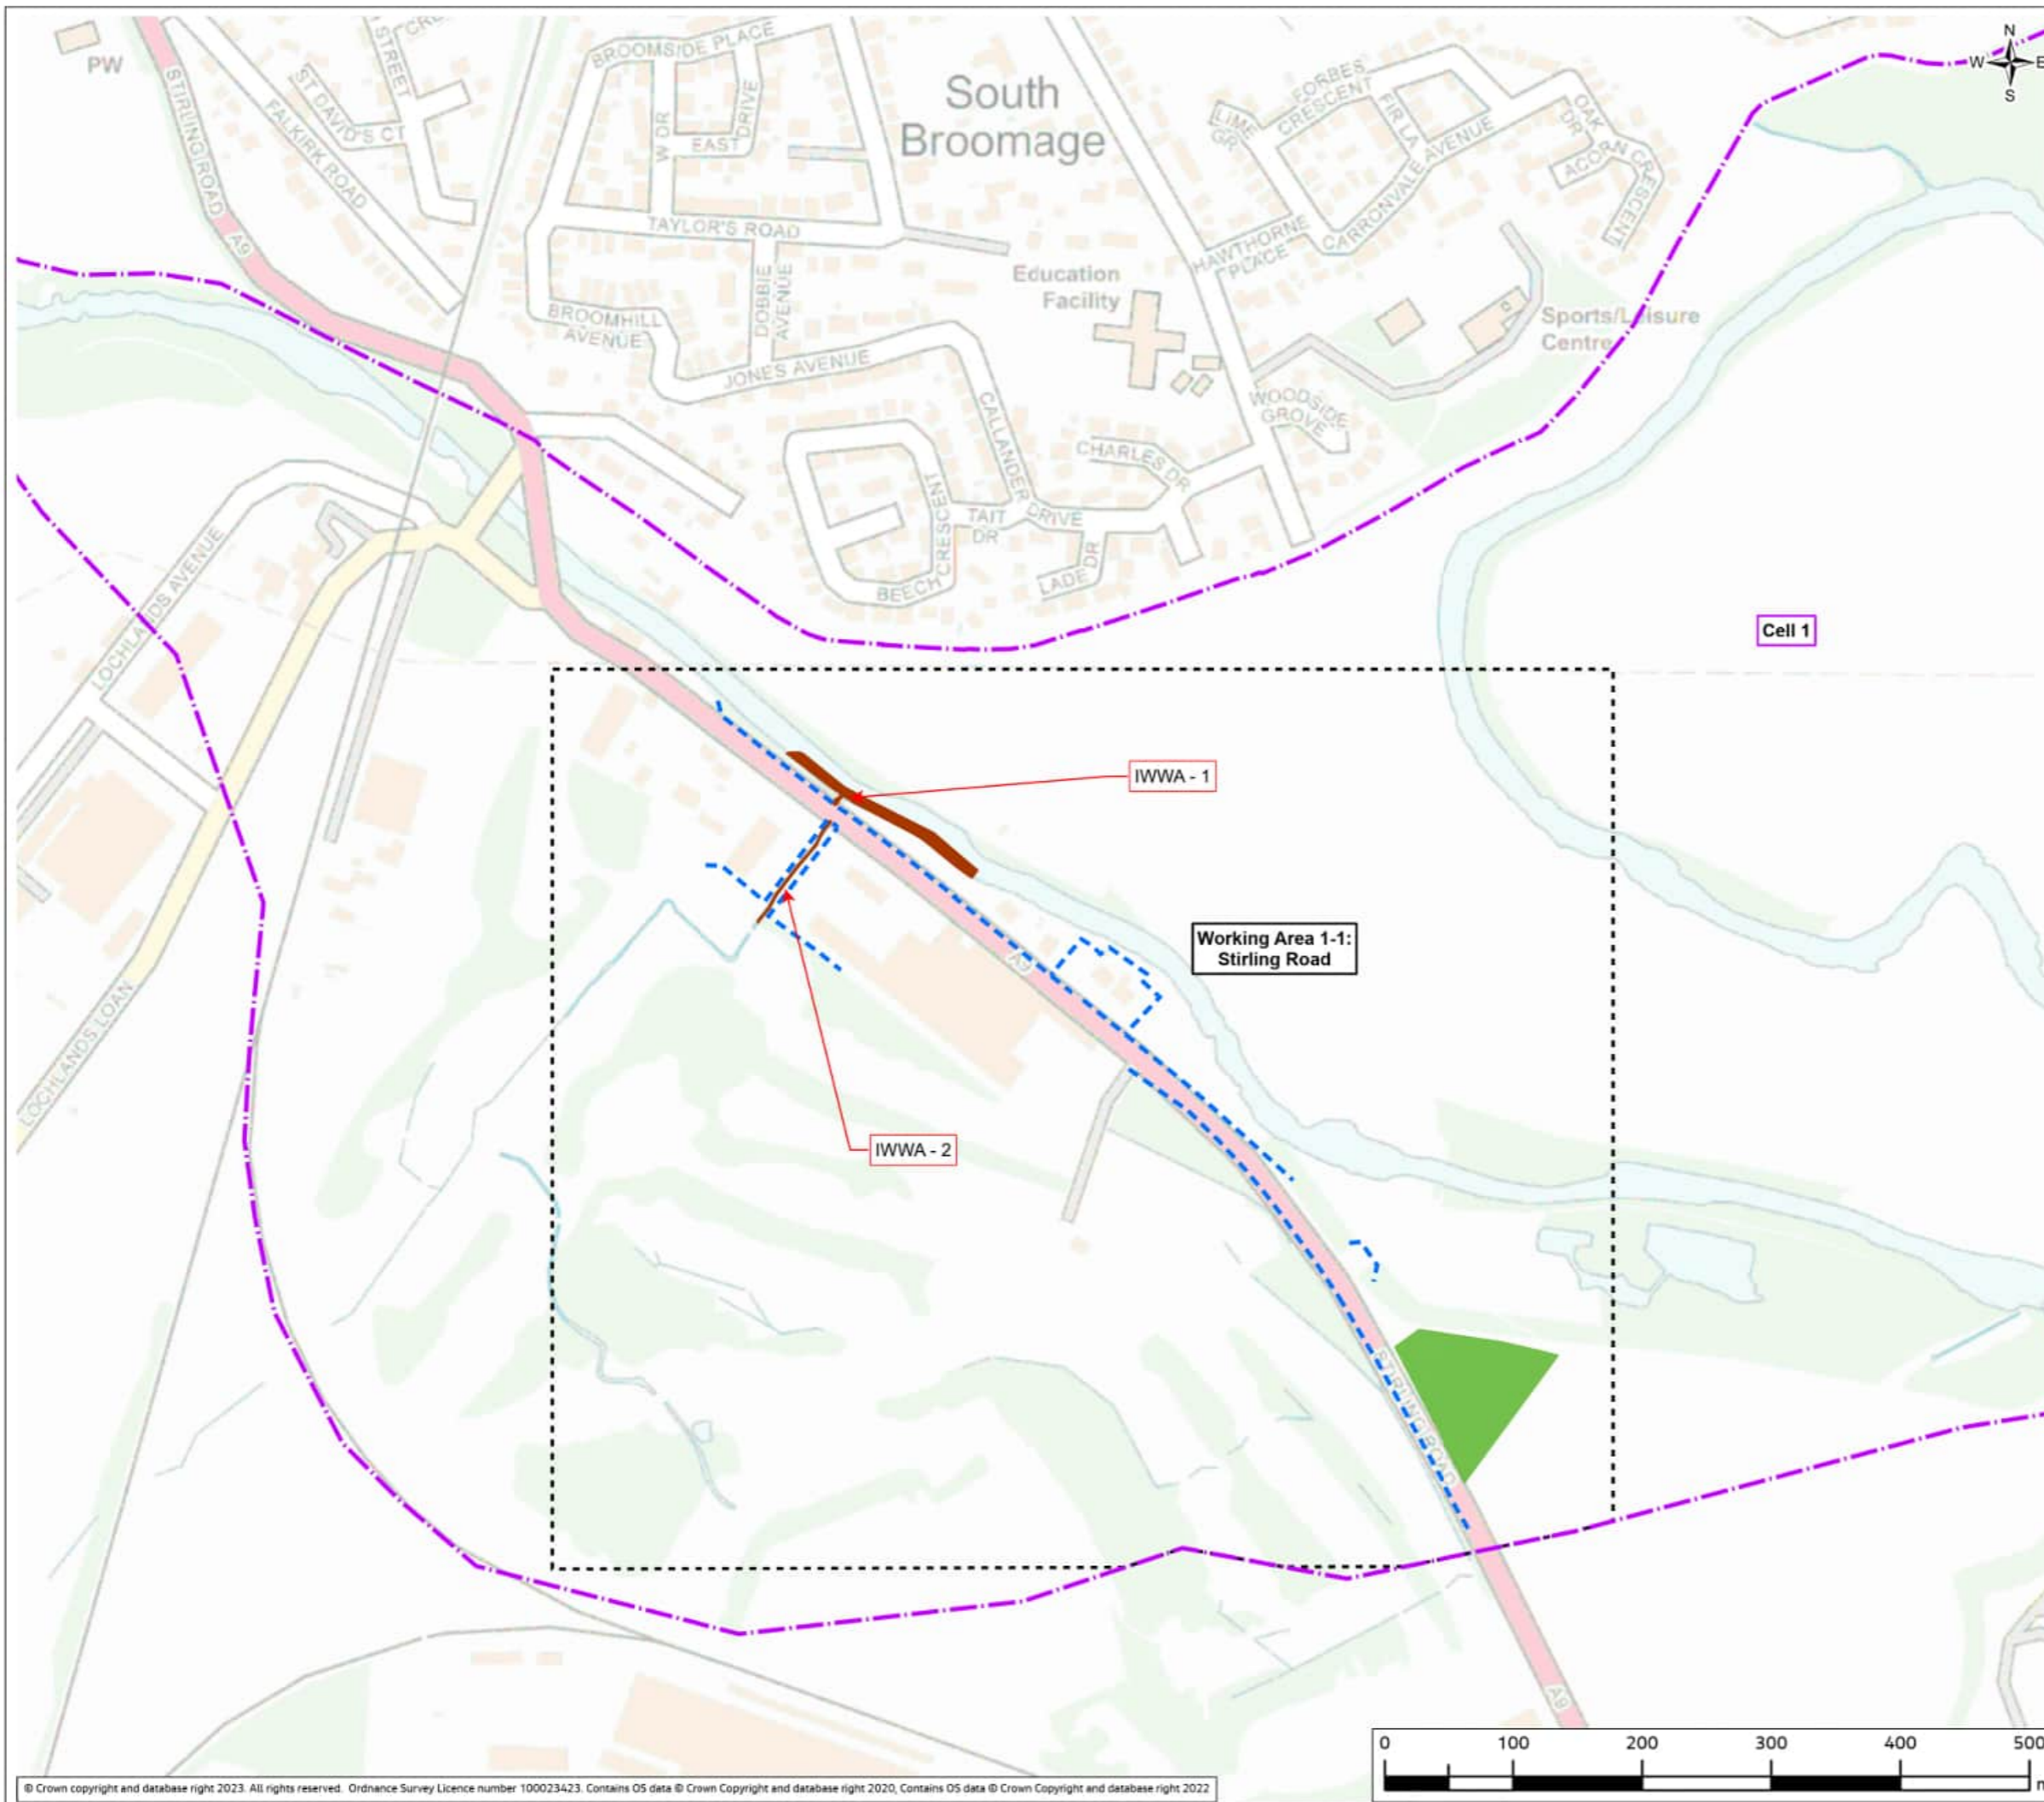 N
W
E
S
PW
STREET
CRE
ST DAVID'S CT
STIRLING ROAD
FALKIRK ROAD
A9
BROOMSIDE PLACE
W DR
EAST
DRIVE
South
Broomage
FORBES
CRESCENT
LIME
GR
FIR LA
OAK
DR
ACORN CRESCENT
CARRONVALE AVENUE
HAWTHORNE
PLACE
TAYLOR'S ROAD
DOBBIE
AVENUE
Education
Facility
BROOMHILL
AVENUE
JONES AVENUE
Sports/Leisure
Centre
WOODSIDE
GROVE
CALLANDER
DRIVE
CHARLES DR
TAIT
DR
BEECH
CRESCENT
LADE DR
LOCHLANDS AVENUE
Cell 1
IWWA - 1
Working Area 1-1:
Stirling Road
A9
LOCHLANDS LOAN
IWWA - 2
STIRLING ROAD
A9
0 100 200 300 400 500
m
© Crown copyright and database right 2023. All rights reserved. Ordnance Survey Licence number 100023423. Contains OS data © Crown Copyright and database right 2020, Contains OS data © Crown Copyright and database right 2022